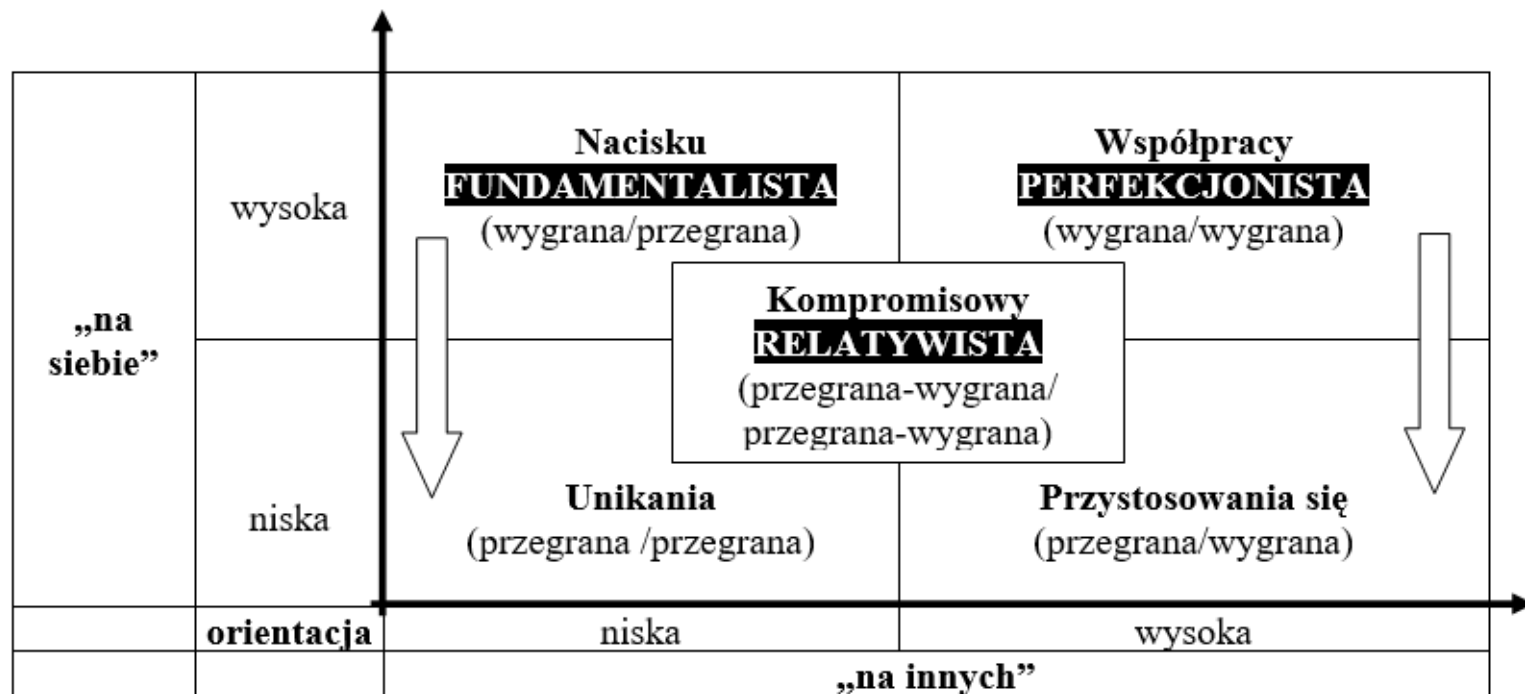 Nacisku
FUNDAMENTALISTA
(wygrana/przegrana)
Współpracy
PERFEKCJONISTA
(wygrana/wygrana)
wysoka
„na
siebie”
Kompromisowy
RELATYWISTA
(przegrana-wygrana/
przegrana-wygrana)
niska
Unikania
(przegrana /przegrana)
Przystosowania się
(przegrana/wygrana)
orientacja
niska
wysoka
„na innych”